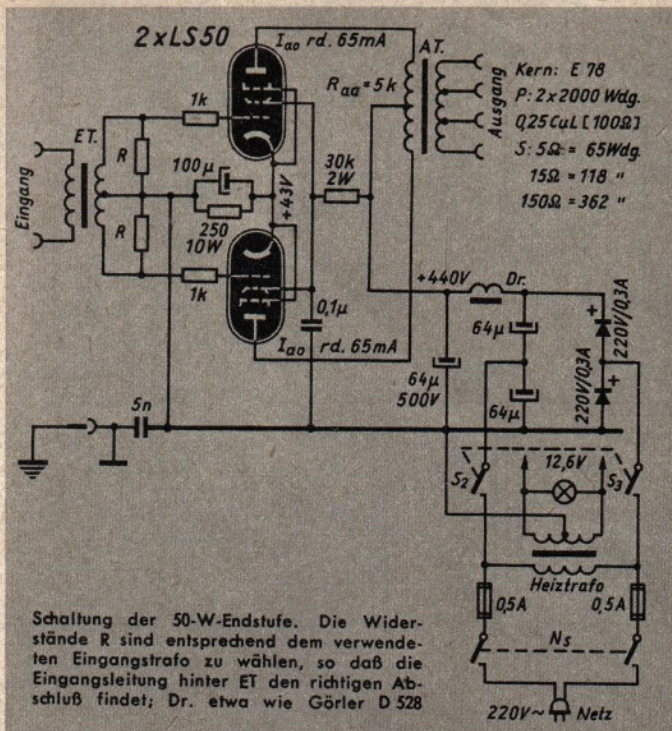 2xLS50
Iao rd. 65mA
A.T.
Raa = 5k
Ausgang
Kern: E 78
P: 2x2000 Wdg.
0,25 CuL [100Ω]
S: 5Ω = 65Wdg.
15Ω = 118 "
150Ω = 362 "
1k
ET.
R
100µ
30k
2W
Eingang
+43V
R
250
10W
1k
0,1µ
Iao rd. 65mA
+440V
Dr.
64µ
220V/0,3A
64µ
500V
64µ
220V/0,3A
5n
S2
12,6V
S3
Heiztrafo
0,5A
0,5A
Ns
220V~
Netz
Schaltung der 50-W-Endstufe. Die Wider-
stände R sind entsprechend dem verwende-
ten Eingangstrafo zu wählen, so daß die
Eingangsleitung hinter ET den richtigen Ab-
schluß findet; Dr. etwa wie Görler D 528